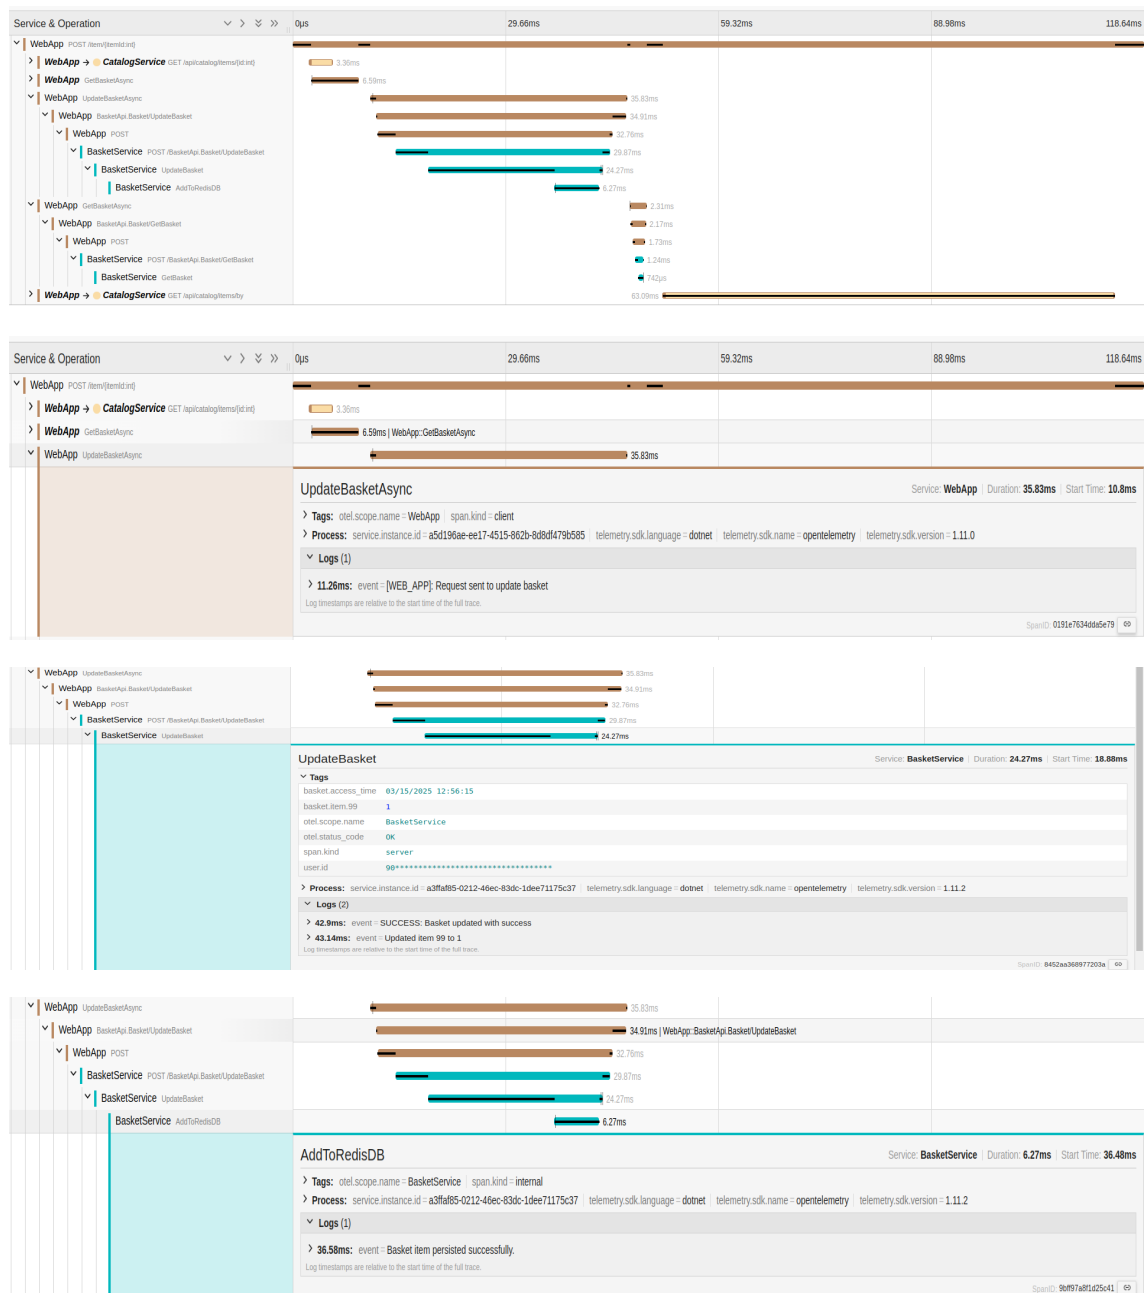 Service & Operation 0μs 29.66ms 59.32ms 88.98ms 118.64ms
WebApp POST /item/{itemId:int}
WebApp → CatalogService GET /api/catalog/items/{id:int} 3.36ms
WebApp GetBasketAsync 6.59ms
WebApp UpdateBasketAsync 35.83ms
WebApp BasketApi.Basket/UpdateBasket 34.91ms
WebApp POST 32.76ms
BasketService POST /BasketApi.Basket/UpdateBasket 29.87ms
BasketService UpdateBasket 24.27ms
BasketService AddToRedisDB 6.27ms
WebApp GetBasketAsync 2.31ms
WebApp BasketApi.Basket/GetBasket 2.17ms
WebApp POST 1.73ms
BasketService POST /BasketApi.Basket/GetBasket 1.24ms
BasketService GetBasket 742μs
WebApp → CatalogService GET /api/catalog/items/by 63.09ms
Service & Operation 0μs 29.66ms 59.32ms 88.98ms 118.64ms
WebApp POST /item/{itemId:int}
WebApp → CatalogService GET /api/catalog/items/{id:int} 3.36ms
WebApp GetBasketAsync 6.59ms | WebApp::GetBasketAsync
WebApp UpdateBasketAsync 35.83ms
UpdateBasketAsync Service: WebApp | Duration: 35.83ms | Start Time: 10.8ms
Tags: otel.scope.name = WebApp | span.kind = client
Process: service.instance.id = a5d196ae-ee17-4515-862b-8d8df479b585 | telemetry.sdk.language = dotnet | telemetry.sdk.name = opentelemetry | telemetry.sdk.version = 1.11.0
Logs (1)
11.26ms: event = [WEB_APP]: Request sent to update basket
Log timestamps are relative to the start time of the full trace.
SpanID: 0191e7634dda5e79
WebApp UpdateBasketAsync 35.83ms
WebApp BasketApi.Basket/UpdateBasket 34.91ms
WebApp POST 32.76ms
BasketService POST /BasketApi.Basket/UpdateBasket 29.87ms
BasketService UpdateBasket 24.27ms
UpdateBasket Service: BasketService | Duration: 24.27ms | Start Time: 18.88ms
Tags
basket.access_time 03/15/2025 12:56:15
basket.item.99 1
otel.scope.name BasketService
otel.status_code OK
span.kind server
user.id 90**********************************
Process: service.instance.id = a3ffaf85-0212-46ec-83dc-1dee71175c37 | telemetry.sdk.language = dotnet | telemetry.sdk.name = opentelemetry | telemetry.sdk.version = 1.11.2
Logs (2)
42.9ms: event = SUCCESS: Basket updated with success
43.14ms: event = Updated item 99 to 1
Log timestamps are relative to the start time of the full trace.
SpanID: 8452aa368977203a
WebApp UpdateBasketAsync 35.83ms
WebApp BasketApi.Basket/UpdateBasket 34.91ms | WebApp::BasketApi.Basket/UpdateBasket
WebApp POST 32.76ms
BasketService POST /BasketApi.Basket/UpdateBasket 29.87ms
BasketService UpdateBasket 24.27ms
BasketService AddToRedisDB 6.27ms
AddToRedisDB Service: BasketService | Duration: 6.27ms | Start Time: 36.48ms
Tags: otel.scope.name = BasketService | span.kind = internal
Process: service.instance.id = a3ffaf85-0212-46ec-83dc-1dee71175c37 | telemetry.sdk.language = dotnet | telemetry.sdk.name = opentelemetry | telemetry.sdk.version = 1.11.2
Logs (1)
36.58ms: event = Basket item persisted successfully.
Log timestamps are relative to the start time of the full trace.
SpanID: 9bff97a8f1d25c41